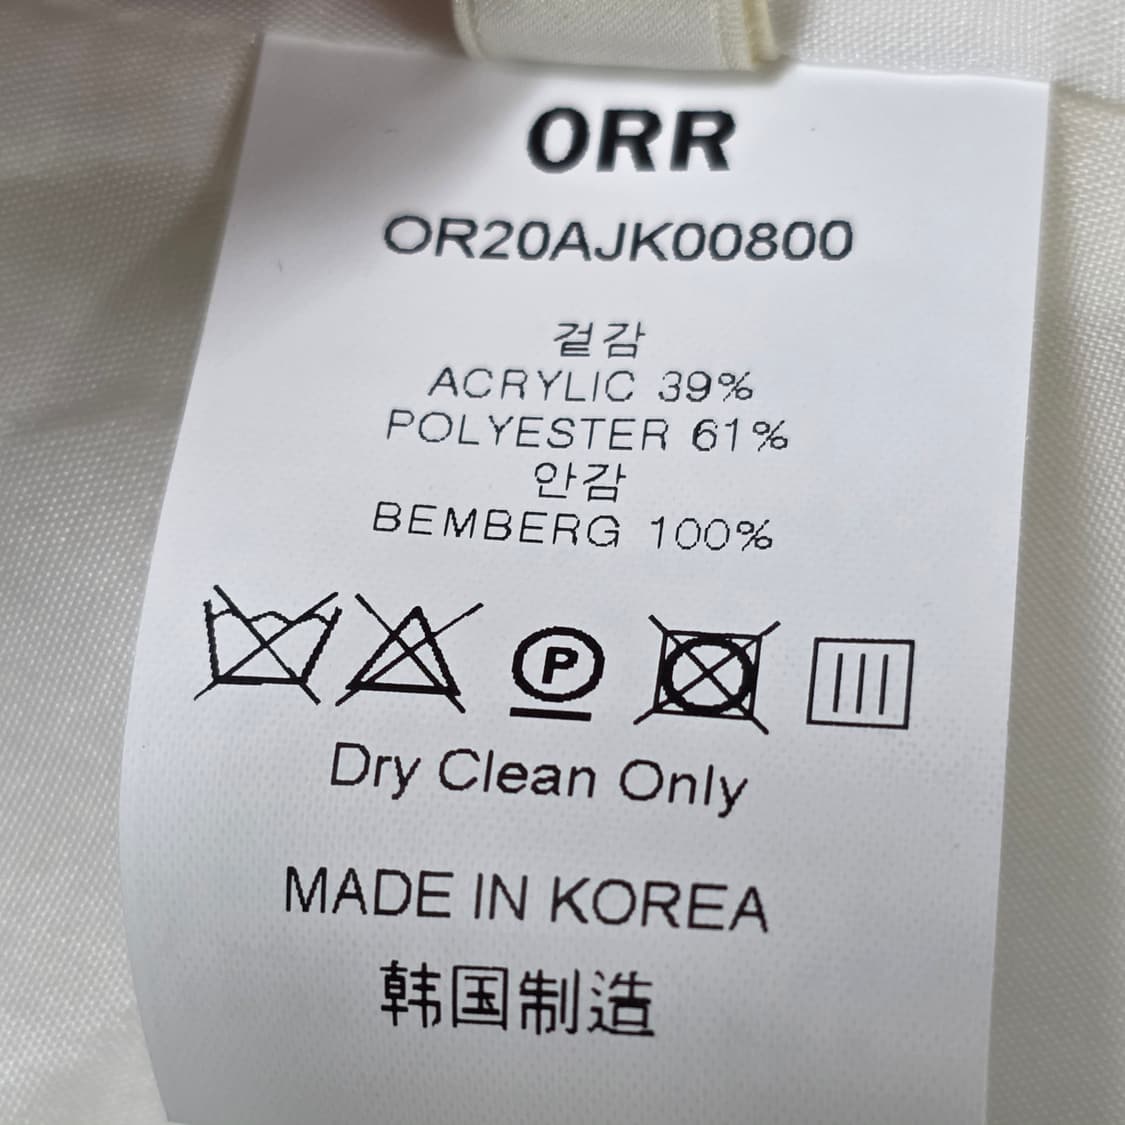 ORR
OR20AJK00800
겉감
ACRYLIC 39%
POLYESTER 61%
안감
BEMBERG 100%
P
Dry Clean Only
MADE IN KOREA
韩国制造